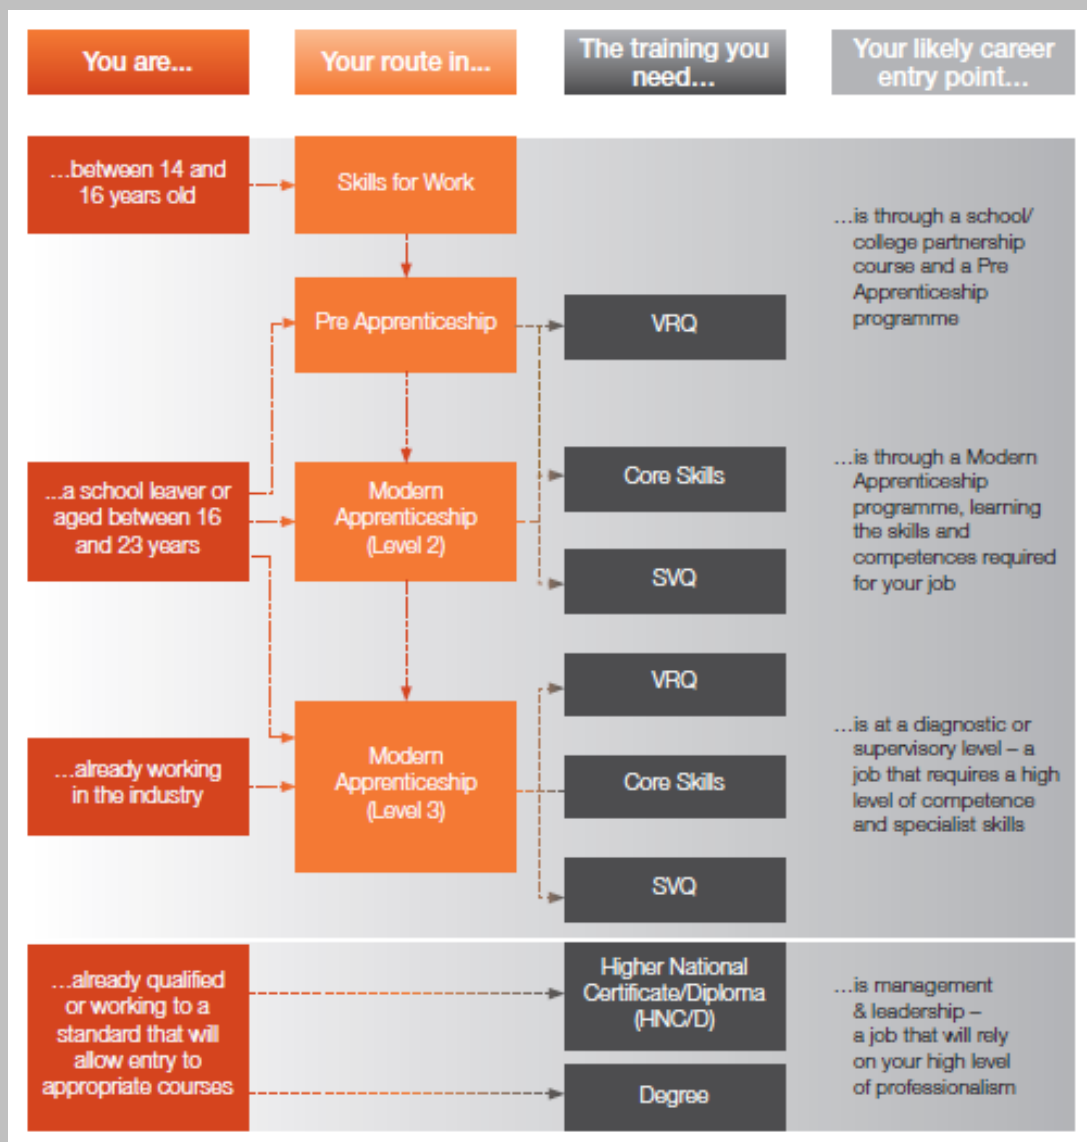 You are...
Your route in...
The training you
need...
Your likely career
entry point...
...between 14 and
16 years old
Skills for Work
...is through a school/
college partnership
course and a Pre
Apprenticeship
programme
Pre Apprenticeship
VRQ
...a school leaver or
aged between 16
and 23 years
Modern
Apprenticeship
(Level 2)
Core Skills
SVQ
...is through a Modern
Apprenticeship
programme, learning
the skills and
competences required
for your job
...already working
in the industry
Modern
Apprenticeship
(Level 3)
VRQ
Core Skills
SVQ
...is at a diagnostic or
supervisory level – a
job that requires a high
level of competence
and specialist skills
...already qualified
or working to a
standard that will
allow entry to
appropriate courses
Higher National
Certificate/Diploma
(HNC/D)
Degree
...is management
& leadership –
a job that will rely
on your high level
of professionalism